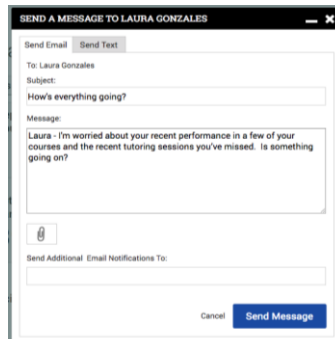 SEND A MESSAGE TO LAURA GONZALES
Send Email Send Text
To: Laura Gonzales
Subject:
How's everything going?
Message:
Laura - I'm worried about your recent performance in a few of your
courses and the recent tutoring sessions you've missed. Is something
going on?
Send Additional Email Notifications To:
Cancel Send Message